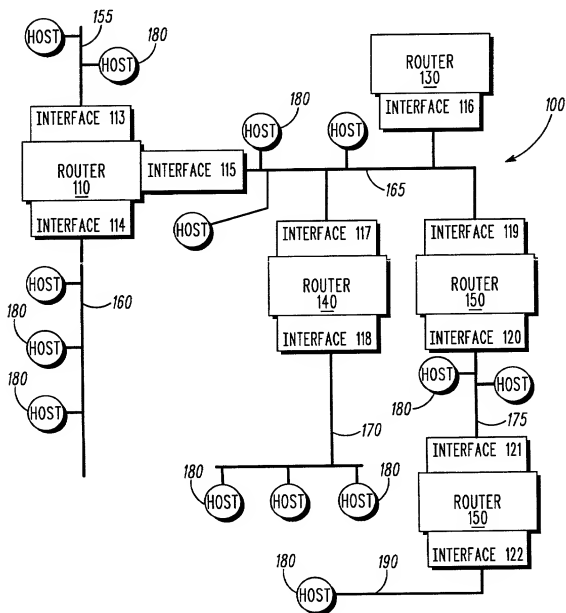 155
180
HOST
HOST
ROUTER
130
INTERFACE 116
180
100
INTERFACE 113
HOST
HOST
ROUTER
110
INTERFACE 115
165
INTERFACE 114
HOST
INTERFACE 117
INTERFACE 119
HOST
160
ROUTER
140
ROUTER
150
180
HOST
INTERFACE 118
INTERFACE 120
180
HOST
HOST
HOST
180
175
170
INTERFACE 121
180
180
HOST
HOST
HOST
ROUTER
150
INTERFACE 122
180
190
HOST